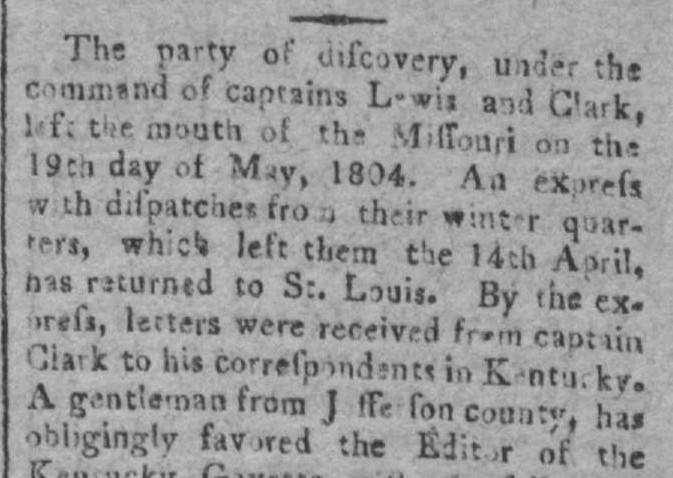 The party of diſcovery, under the
command of captains Lewis and Clark,
left the mouth of the Miſſouri on the
19th day of May, 1804. An expreſs
with diſpatches from their winter quar-
ters, which left them the 14th April,
has returned to St. Louis. By the ex-
preſs, letters were received from captain
Clark to his correſpondents in Kentucky.
A gentleman from Jefferſon county, has
obligingly favored the Editor of the
Kentucky Gazette